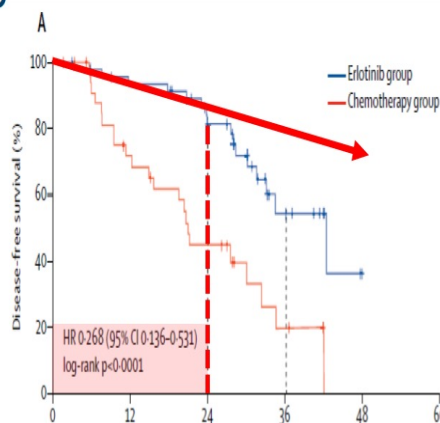 A
Erlotinib group
Chemotherapy group
Disease-free survival (%)
100
80
60
40
20
0
HR 0·268 (95% CI 0·136–0·531)
log-rank p<0·0001
0 12 24 36 48